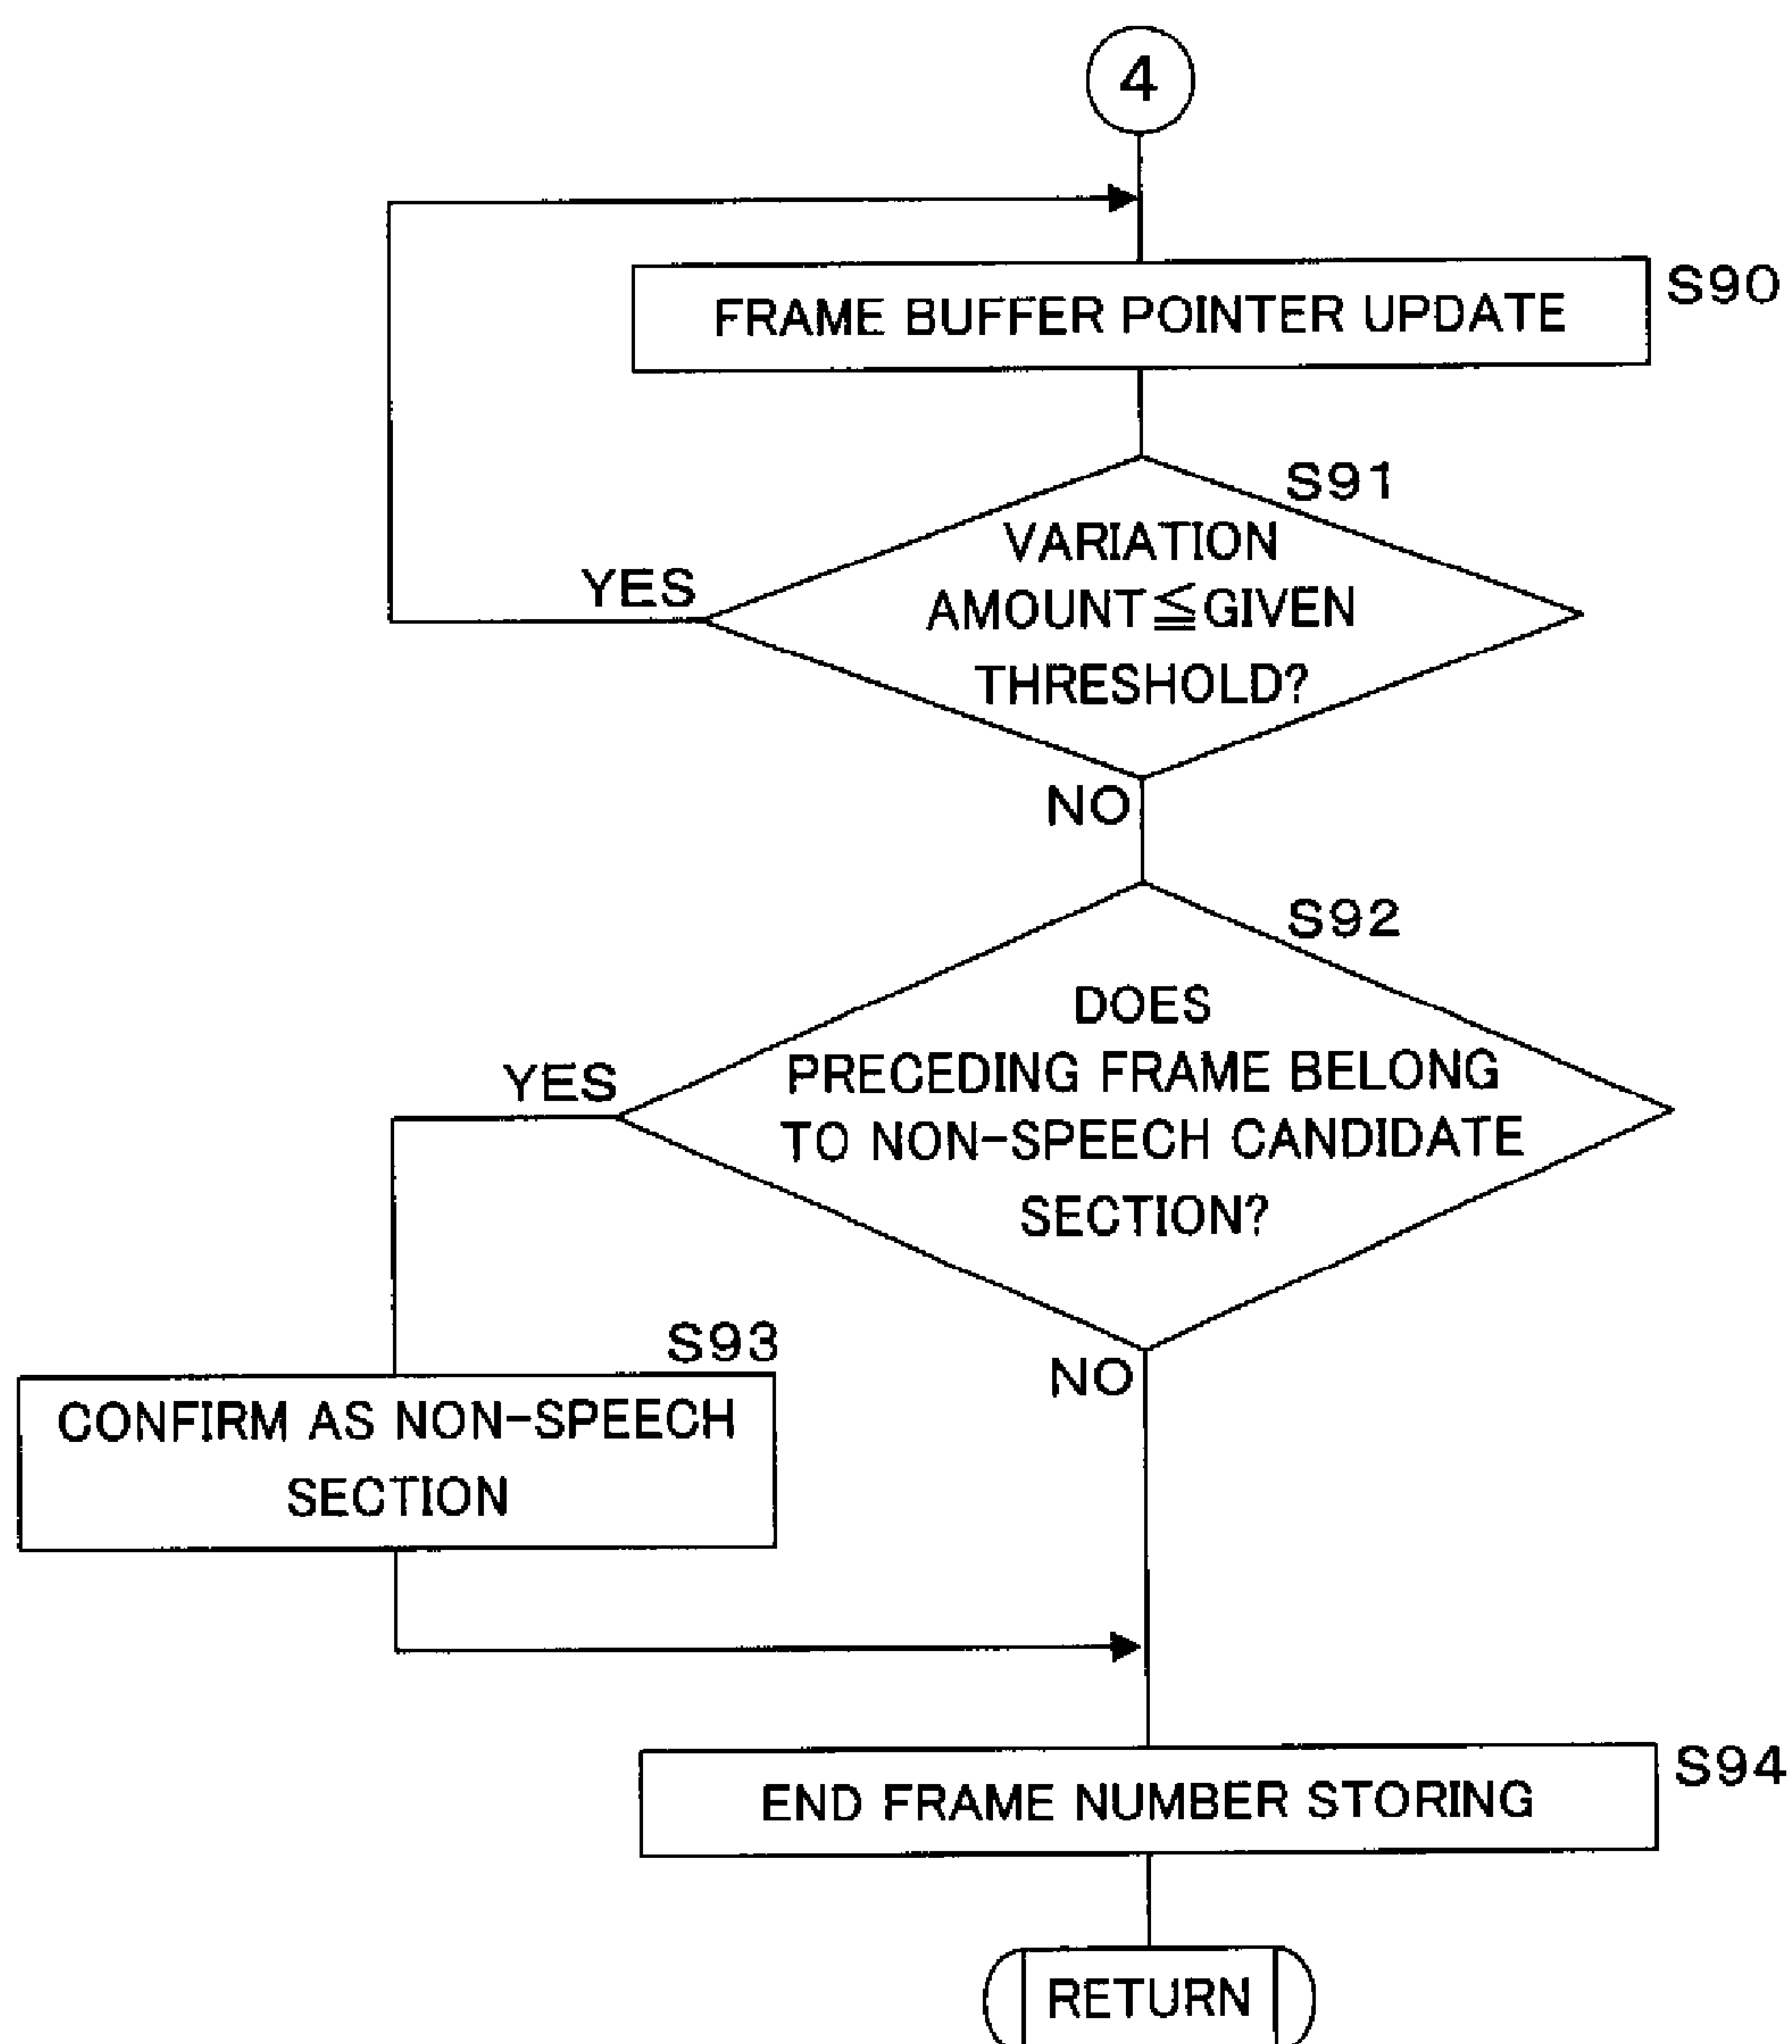 4
FRAME BUFFER POINTER UPDATE
S90
S91
VARIATION
AMOUNT≦GIVEN
THRESHOLD?
YES
NO
S92
DOES
PRECEDING FRAME BELONG
TO NON-SPEECH CANDIDATE
SECTION?
YES
NO
S93
CONFIRM AS NON-SPEECH
SECTION
S94
END FRAME NUMBER STORING
RETURN